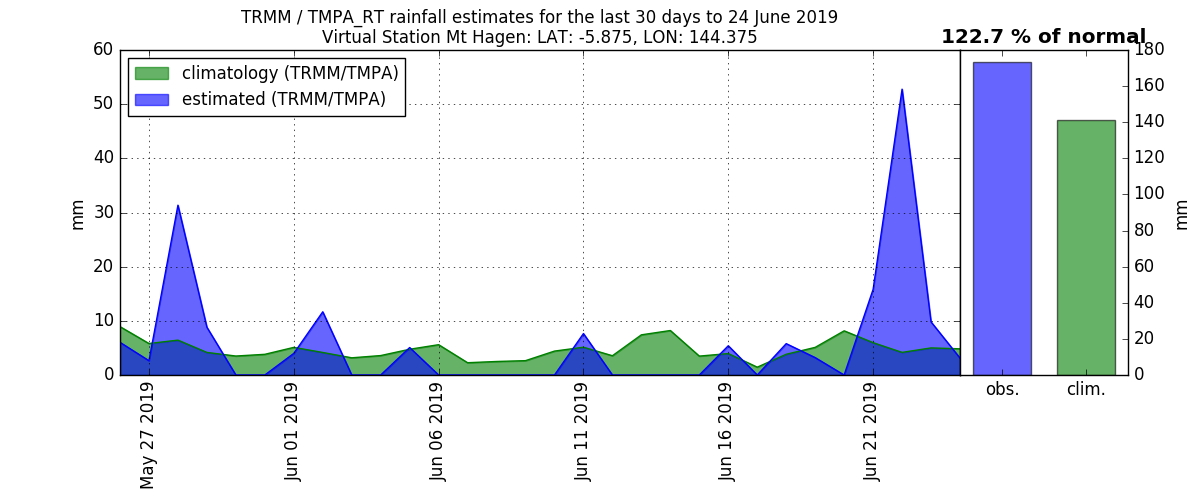 TRMM / TMPA_RT rainfall estimates for the last 30 days to 24 June 2019
Virtual Station Mt Hagen: LAT: -5.875, LON: 144.375
122.7 % of normal
climatology (TRMM/TMPA)
estimated (TRMM/TMPA)
60
50
40
30
20
10
0
mm
May 27 2019
Jun 01 2019
Jun 06 2019
Jun 11 2019
Jun 16 2019
Jun 21 2019
obs.
clim.
180
160
140
120
100
80
60
40
20
0
mm